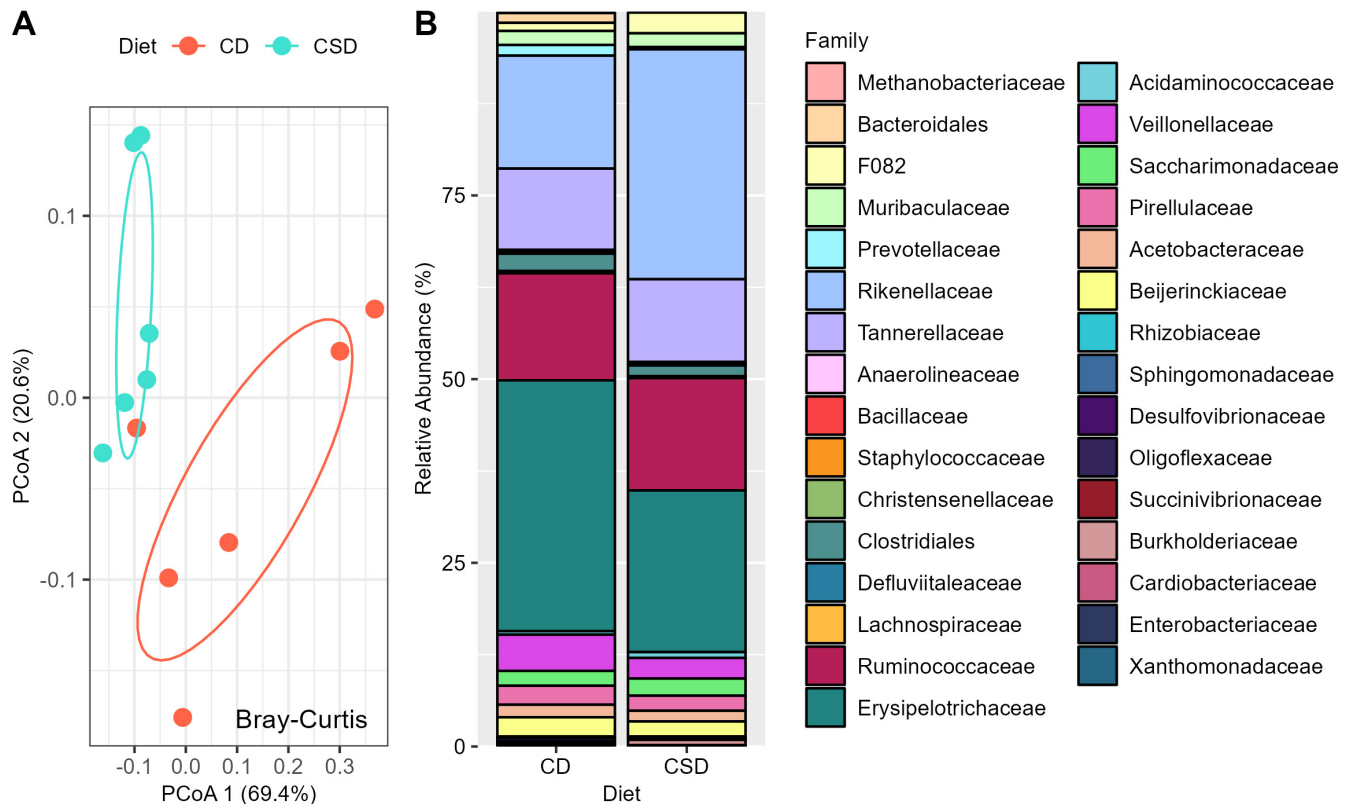 A
Diet CD CSD
PCoA 2 (20.6%)
0.1
0.0
-0.1
Bray-Curtis
-0.1 0.0 0.1 0.2 0.3
PCoA 1 (69.4%)
B
Relative Abundance (%)
75
50
25
0
CD CSD
Diet
Family
Methanobacteriaceae
Bacteroidales
F082
Muribaculaceae
Prevotellaceae
Rikenellaceae
Tannerellaceae
Anaerolineaceae
Bacillaceae
Staphylococcaceae
Christensenellaceae
Clostridiales
Defluviitaleaceae
Lachnospiraceae
Ruminococcaceae
Erysipelotrichaceae
Acidaminococcaceae
Veillonellaceae
Saccharimonadaceae
Pirellulaceae
Acetobacteraceae
Beijerinckiaceae
Rhizobiaceae
Sphingomonadaceae
Desulfovibrionaceae
Oligoflexaceae
Succinivibrionaceae
Burkholderiaceae
Cardiobacteriaceae
Enterobacteriaceae
Xanthomonadaceae